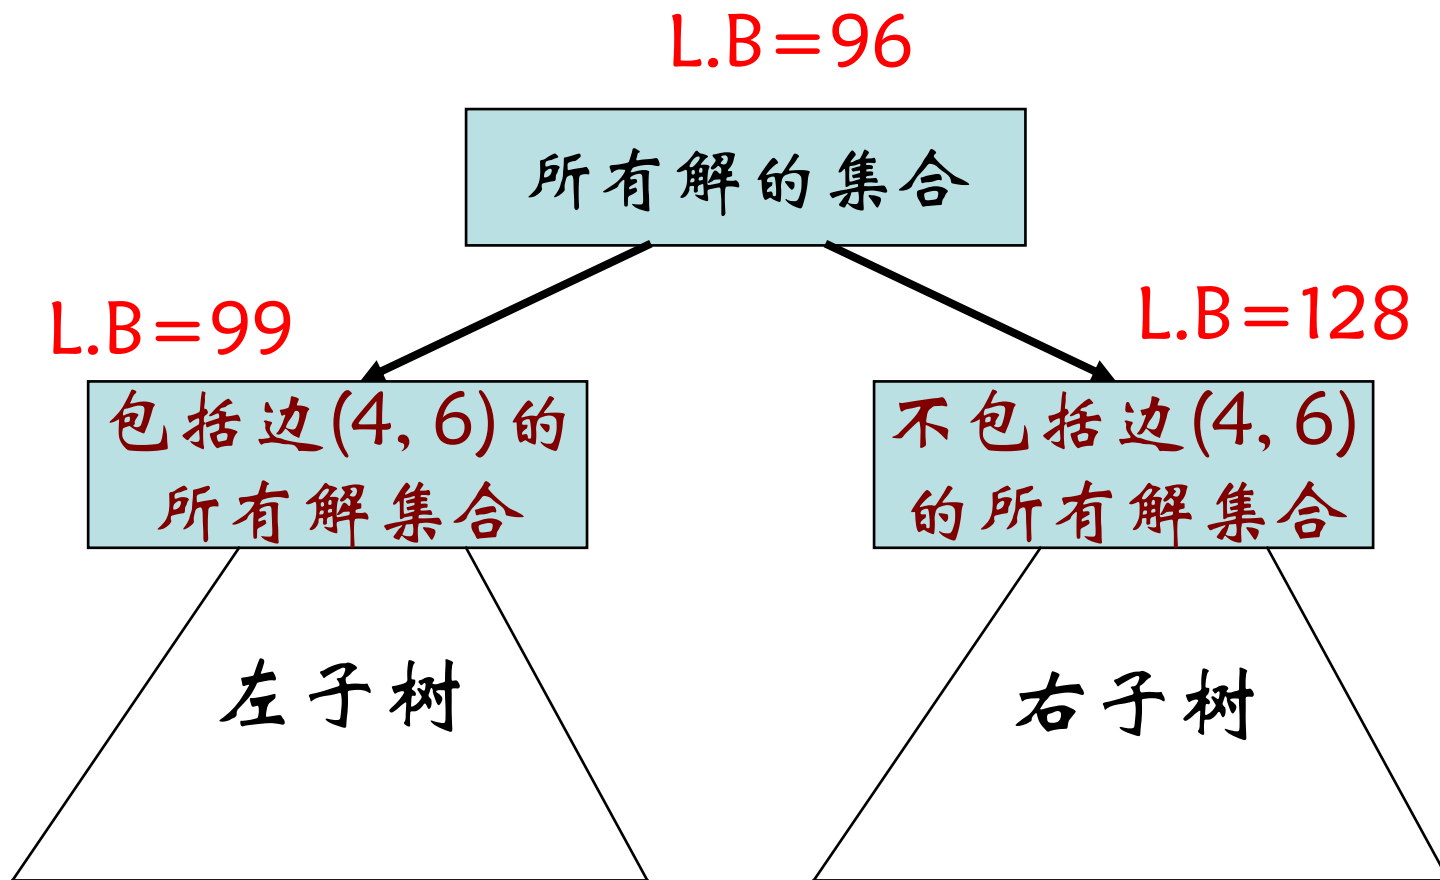 L.B=96
所有解的集合
L.B=99
L.B=128
包括边(4, 6)的
所有解集合
不包括边(4, 6)
的所有解集合
左子树
右子树